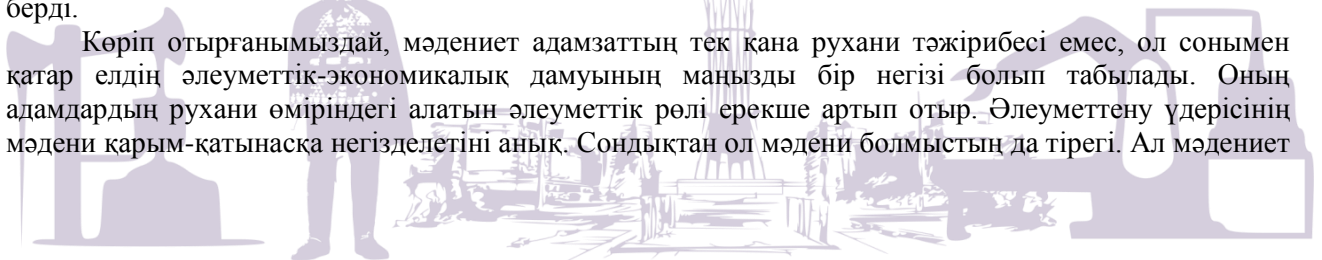 берді.
Көріп отырғанымыздай, мәдениет адамзаттың тек қана рухани тәжірибесі емес, ол сонымен
қатар елдің әлеуметтік-экономикалық дамуының маңызды бір негізі болып табылады. Оның
адамдардың рухани өміріндегі алатын әлеуметтік рөлі ерекше артып отыр. Әлеуметтену үдерісінің
мәдени қарым-қатынасқа негізделетіні анық. Сондықтан ол мәдени болмыстың да тірегі. Ал мәдениет